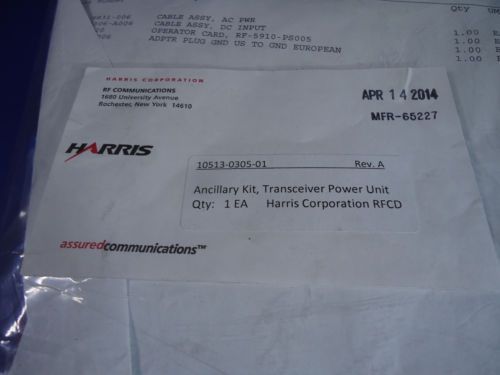 Qty UM
CABLE ASSY, AC PWR
CABLE ASSY, DC INPUT 1.00
OPERATOR CARD, RF-5910-PS005 1.00
ADPTR PLUG GND US TO GND EUROPEAN 1.00
1.00
HARRIS CORPORATION
RF COMMUNICATIONS
1680 University Avenue
Rochester, New York 14610
APR 14 2014
MFR-65227
HARRIS
10513-0305-01 Rev. A
Ancillary Kit, Transceiver Power Unit
Qty: 1 EA Harris Corporation RFCD
assuredcommunications™